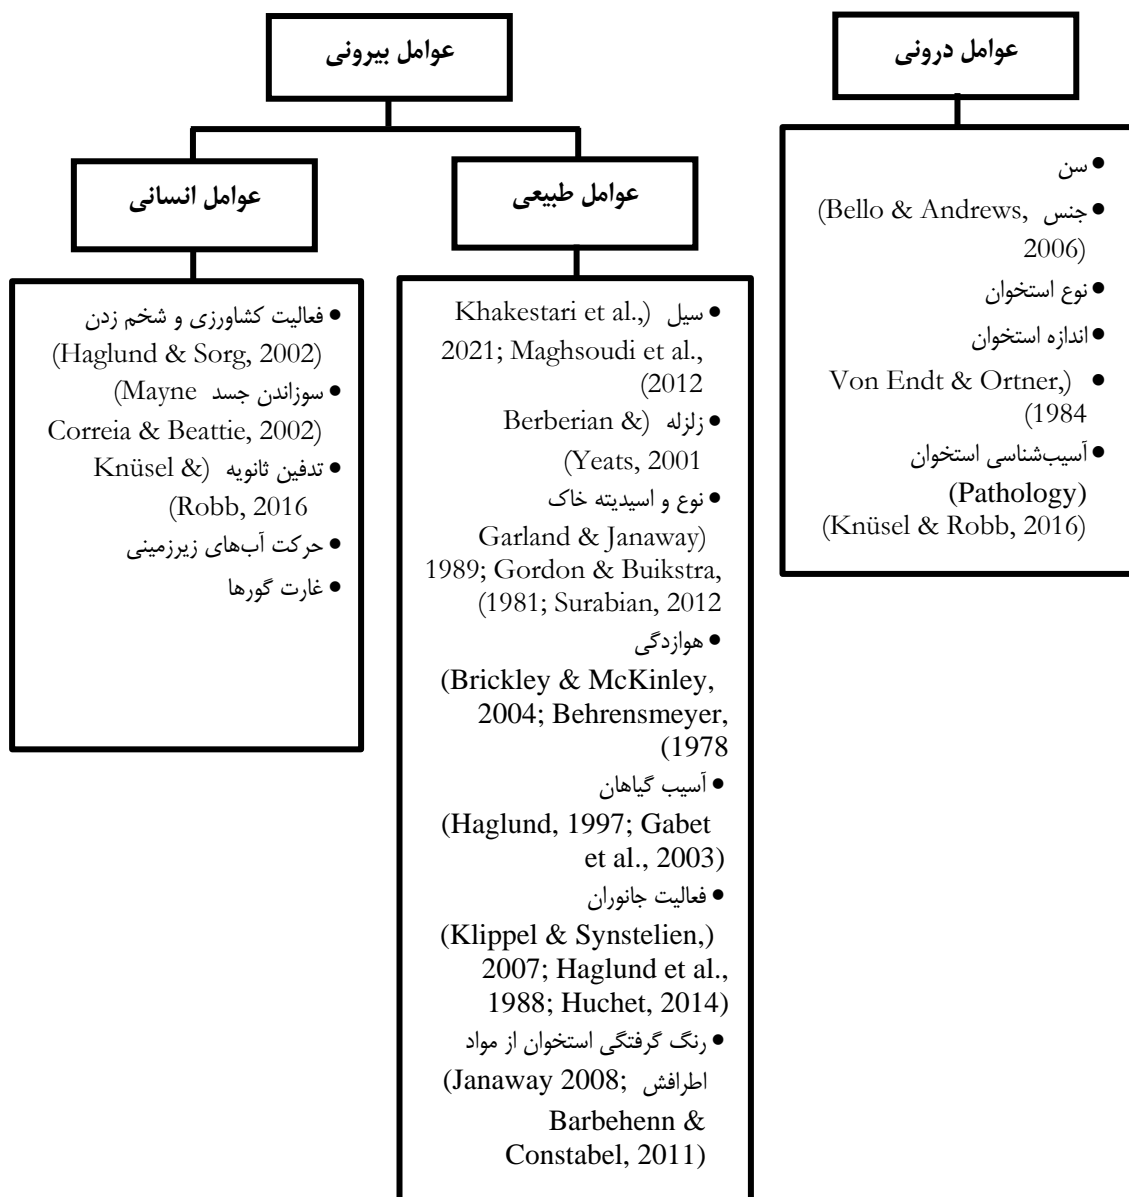 عوامل درونی
سن
جنس (Bello & Andrews,
2006)
نوع استخوان
اندازه استخوان
Von Endt & Ortner,)
(1984
آسیب‌شناسی استخوان
(Pathology)
(Knüsel & Robb, 2016)
عوامل بیرونی
عوامل طبیعی
سیل Khakestari et al.,)
2021; Maghsoudi et al.,
(2012
زلزله Berberian &)
(Yeats, 2001
نوع و اسیدیته خاک
Garland & Janaway)
1989; Gordon & Buikstra,
(1981; Surabian, 2012
هوازدگی
(Brickley & McKinley,
2004; Behrensmeyer,
(1978
آسیب گیاهان
(Haglund, 1997; Gabet
et al., 2003)
فعالیت جانوران
(Klippel & Synstelien,)
2007; Haglund et al.,
1988; Huchet, 2014)
رنگ گرفتگی استخوان از مواد
اطرافش (Janaway 2008;
Barbehenn &
Constabel, 2011)
عوامل انسانی
فعالیت کشاورزی و شخم زدن
(Haglund & Sorg, 2002)
سوزاندن جسد Mayne)
Correia & Beattie, 2002)
تدفین ثانویه Knüsel &)
(Robb, 2016
حرکت آب‌های زیرزمینی
غارت گورها